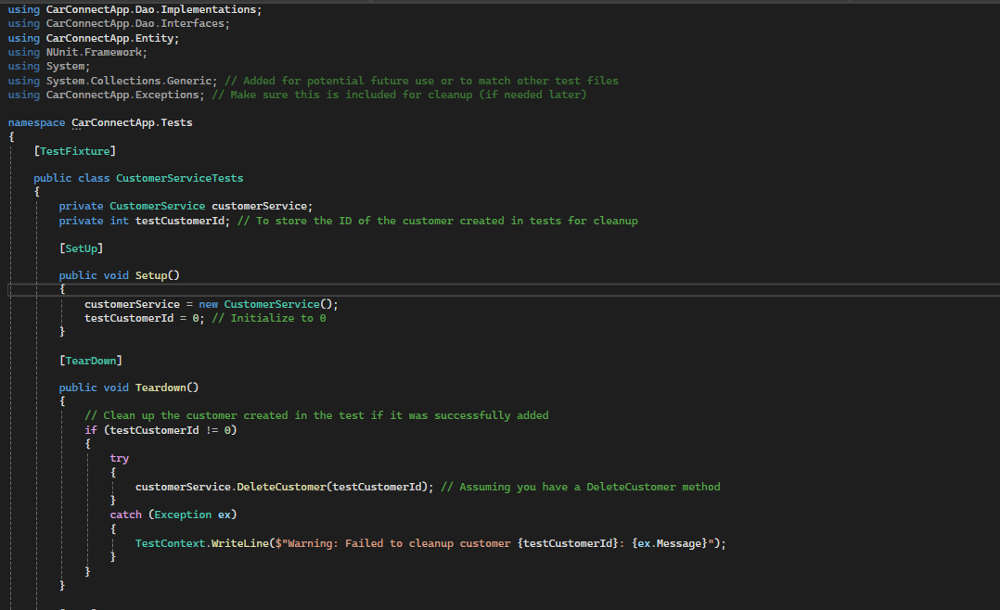 using CarConnectApp.Dao.Implementations;
using CarConnectApp.Dao.Interfaces;
using CarConnectApp.Entity;
using NUnit.Framework;
using System;
using System.Collections.Generic; // Added for potential future use or to match other test files
using CarConnectApp.Exceptions; // Make sure this is included for cleanup (if needed later)
namespace CarConnectApp.Tests
{
[TestFixture]
public class CustomerServiceTests
{
private CustomerService customerService;
private int testCustomerId; // To store the ID of the customer created in tests for cleanup
[SetUp]
public void Setup()
{
customerService = new CustomerService();
testCustomerId = 0; // Initialize to 0
}
[TearDown]
public void Teardown()
{
// Clean up the customer created in the test if it was successfully added
if (testCustomerId != 0)
{
try
{
customerService.DeleteCustomer(testCustomerId); // Assuming you have a DeleteCustomer method
}
catch (Exception ex)
{
TestContext.WriteLine($"Warning: Failed to cleanup customer {testCustomerId}: {ex.Message}");
}
}
}